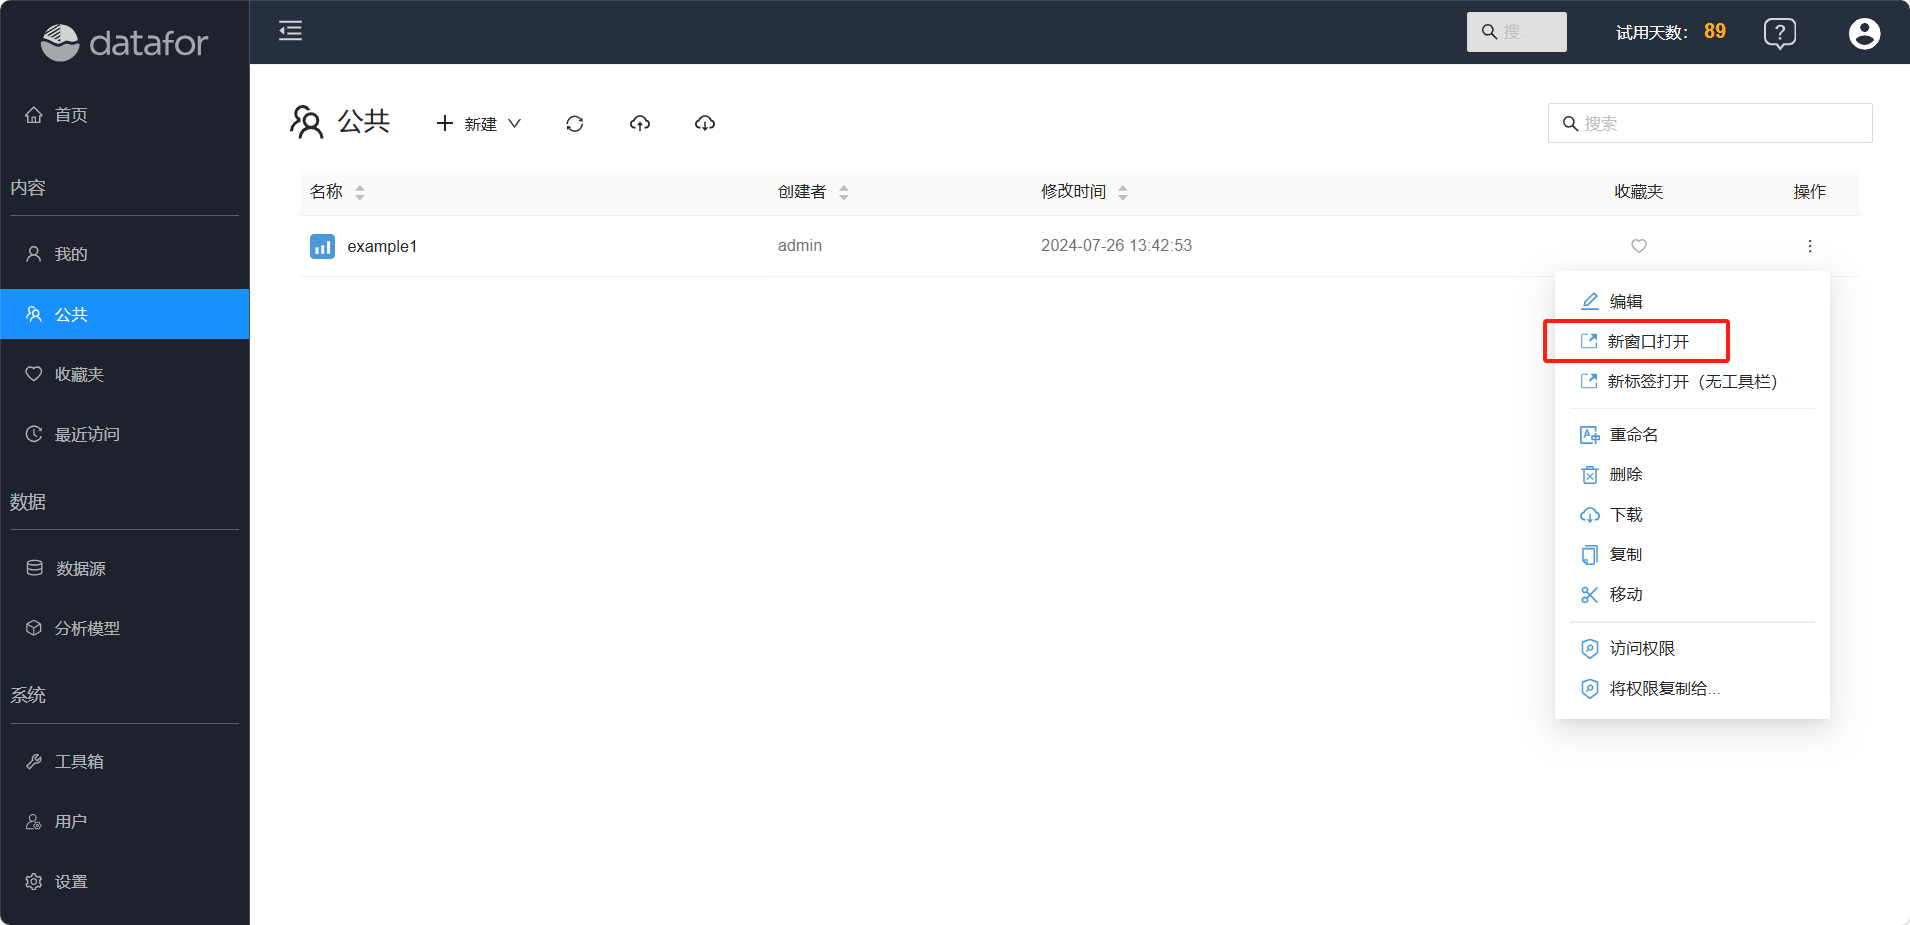 datafor
搜
试用天数： 89
首页
内容
我的
公共
收藏夹
最近访问
数据
数据源
分析模型
系统
工具箱
用户
设置
公共
新建
搜索
名称 创建者 修改时间 收藏夹 操作
example1 admin 2024-07-26 13:42:53
编辑
新窗口打开
新标签打开（无工具栏）
重命名
删除
下载
复制
移动
访问权限
将权限复制给...